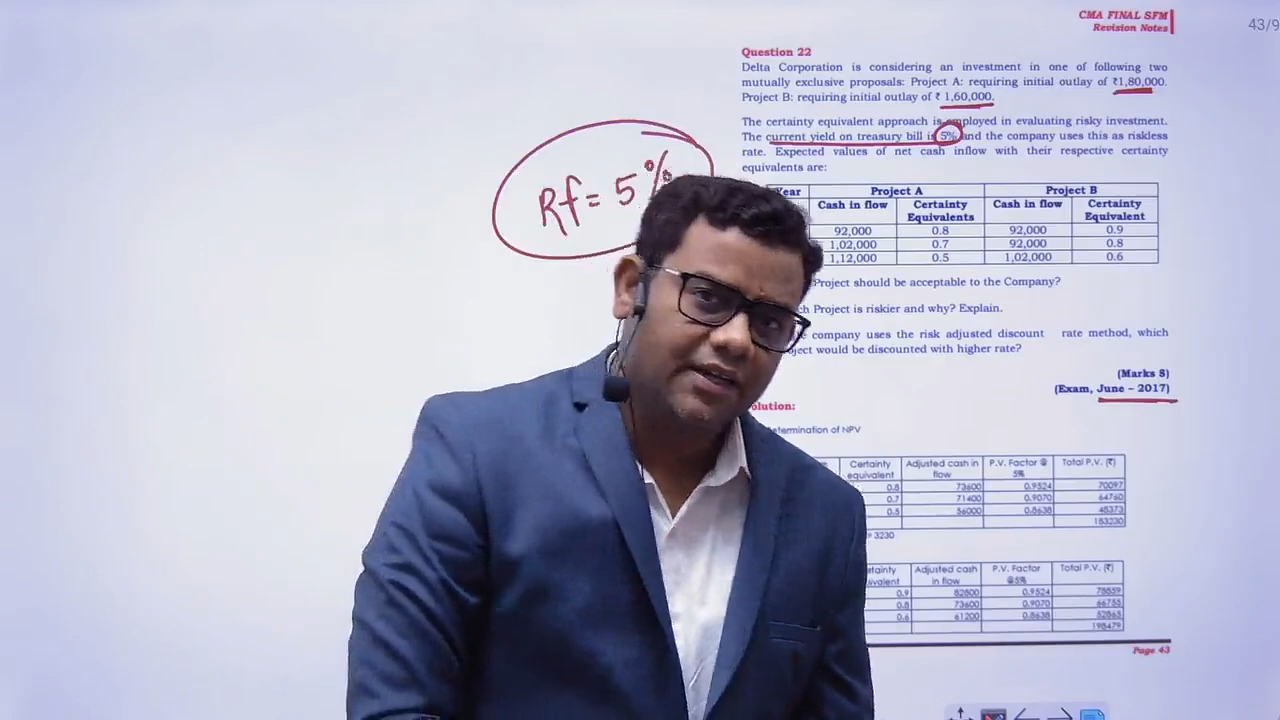 CMA FINAL SFM
Revision Notes
43/9
Question 22
Delta Corporation is considering an investment in one of following two
mutually exclusive proposals: Project A: requiring initial outlay of ₹1,80,000.
Project B: requiring initial outlay of ₹ 1,60,000.
The certainty equivalent approach is employed in evaluating risky investment.
The current yield on treasury bill is 5% and the company uses this as riskless
rate. Expected values of net cash inflow with their respective certainty
equivalents are:
Rf = 5%
Year Project A Project B
Cash in flow Certainty Equivalents Cash in flow Certainty Equivalent
92,000 0.8 92,000 0.9
1,02,000 0.7 92,000 0.8
1,12,000 0.5 1,02,000 0.6
Project should be acceptable to the Company?
Project is riskier and why? Explain.
company uses the risk adjusted discount rate method, which
would be discounted with higher rate?
(Marks 8)
(Exam, June – 2017)
of NPV
Certainty equivalent Adjusted cash in flow P.V. Factor @ 5% Total P.V. (₹)
0.8 73600 0.9524 70097
0.7 71400 0.9070 64760
0.5 56000 0.8638 48373
183230
3230
Adjusted cash in flow P.V. Factor @5% Total P.V. (₹)
0.9 82800 0.9524 78859
0.8 73600 0.9070 66755
0.6 61200 0.8638 52865
198479
Page 43